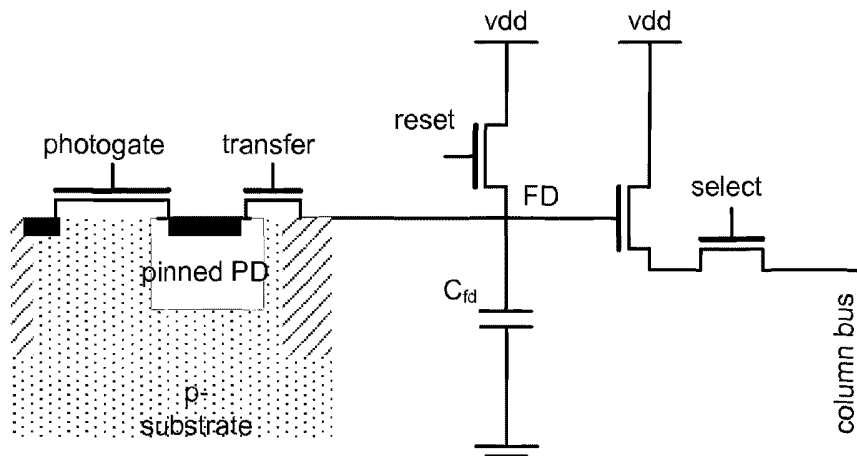 vdd
vdd
reset
photogate
transfer
FD
select
pinned PD
Cfd
column bus
p-
substrate